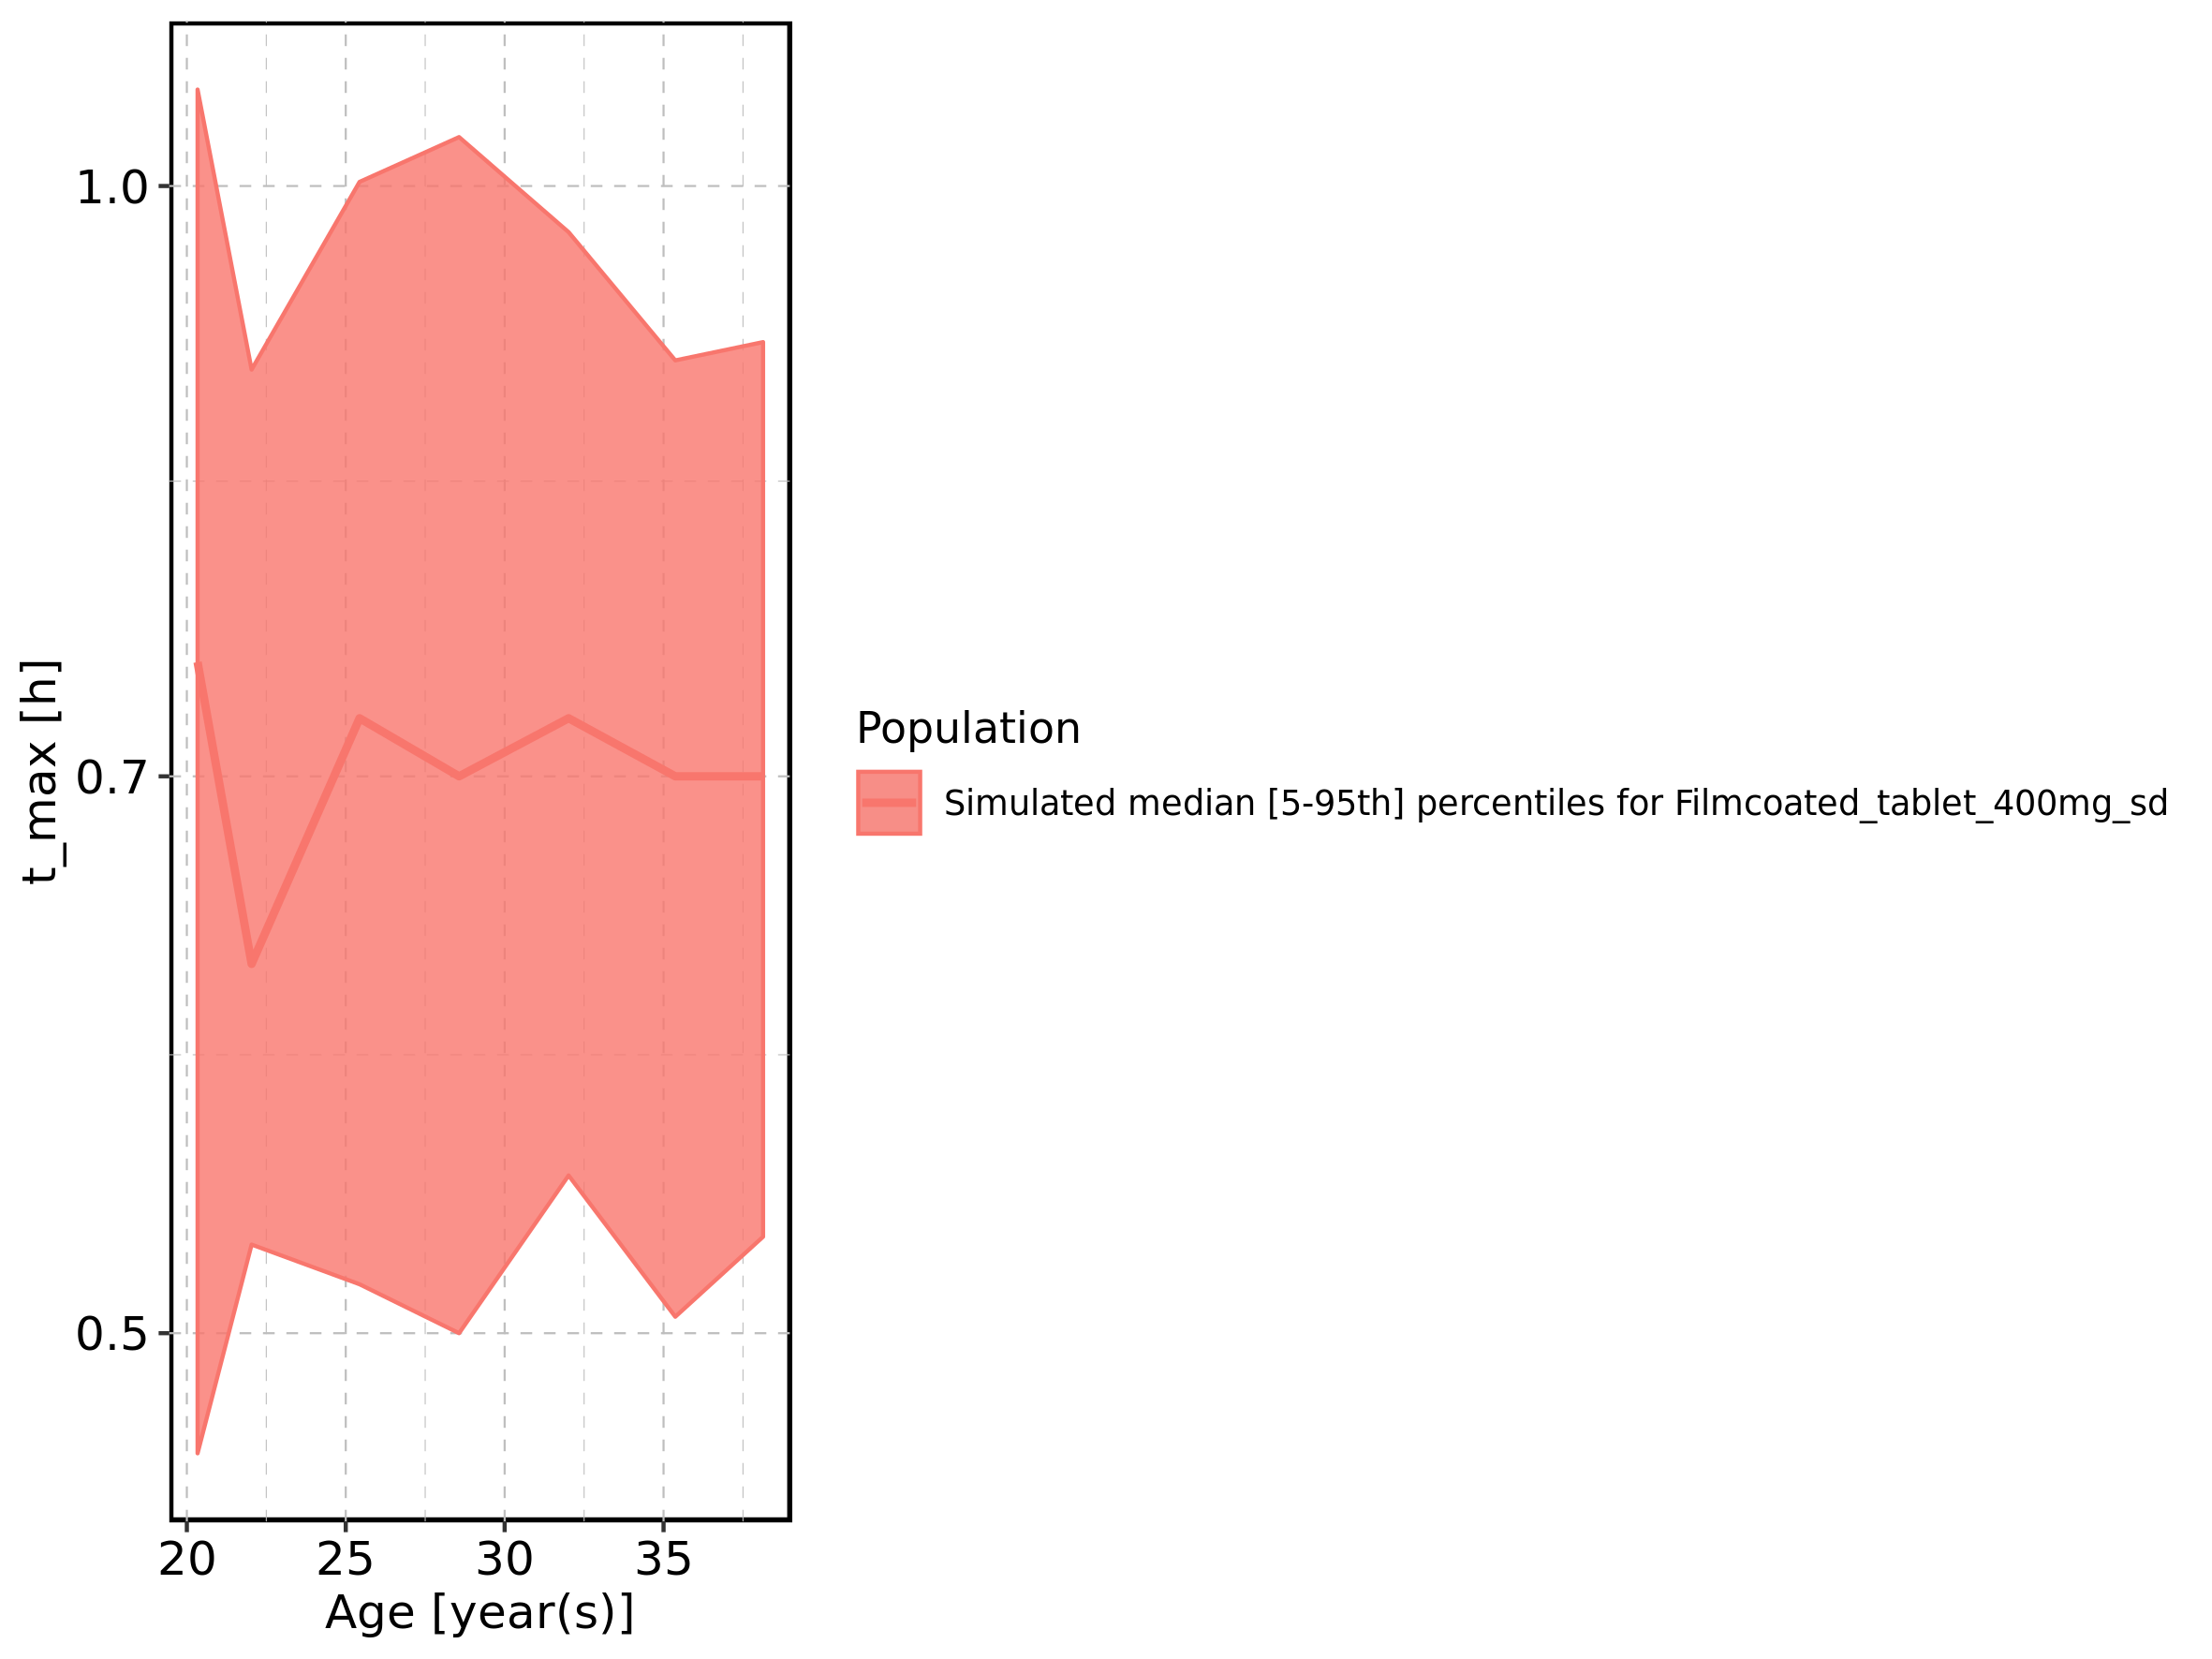 1.0
0.7
0.5
t_max [h]
20 25 30 35
Age [year(s)]
Population
Simulated median [5-95th] percentiles for Filmcoated_tablet_400mg_sd